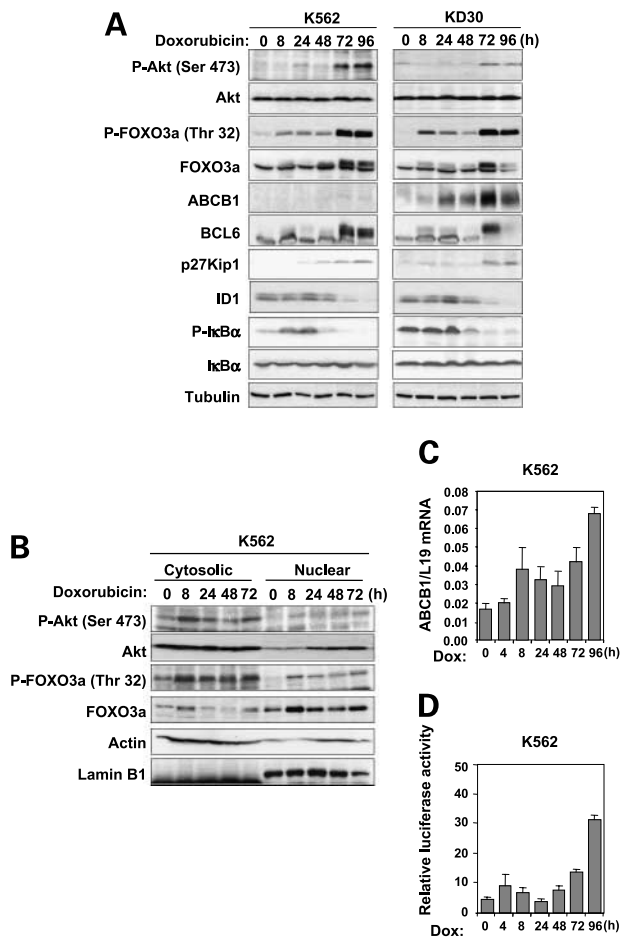 A
K562
KD30
Doxorubicin: 0 8 24 48 72 96 0 8 24 48 72 96 (h)
P-Akt (Ser 473)
Akt
P-FOXO3a (Thr 32)
FOXO3a
ABCB1
BCL6
p27Kip1
ID1
P-IκBα
IκBα
Tubulin
B
K562
Cytosolic Nuclear
Doxorubicin: 0 8 24 48 72 0 8 24 48 72 (h)
P-Akt (Ser 473)
Akt
P-FOXO3a (Thr 32)
FOXO3a
Actin
Lamin B1
C
K562
ABCB1/L19 mRNA
0.08
0.07
0.06
0.05
0.04
0.03
0.02
0.01
0.00
Dox: 0 4 8 24 48 72 96 (h)
D
K562
Relative luciferase activity
50
40
30
20
10
0
Dox: 0 4 8 24 48 72 96 (h)